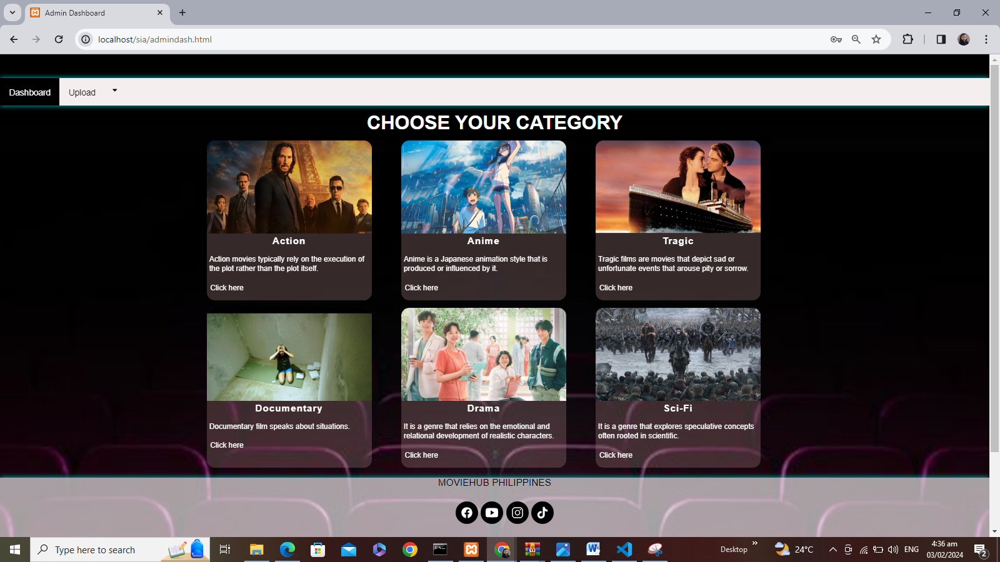 Admin Dashboard
localhost/sia/admindash.html
Dashboard
Upload
CHOOSE YOUR CATEGORY
Action
Action movies typically rely on the execution of
the plot rather than the plot itself.
Click here
Anime
Anime is a Japanese animation style that is
produced or influenced by it.
Click here
Tragic
Tragic films are movies that depict sad or
unfortunate events that arouse pity or sorrow.
Click here
Documentary
Documentary film speaks about situations.
Click here
Drama
It is a genre that relies on the emotional and
relational development of realistic characters.
Click here
Sci-Fi
It is a genre that explores speculative concepts
often rooted in scientific.
Click here
MOVIEHUB PHILIPPINES
Type here to search
Desktop
24°C
ENG
4:36 am
03/02/2024
2